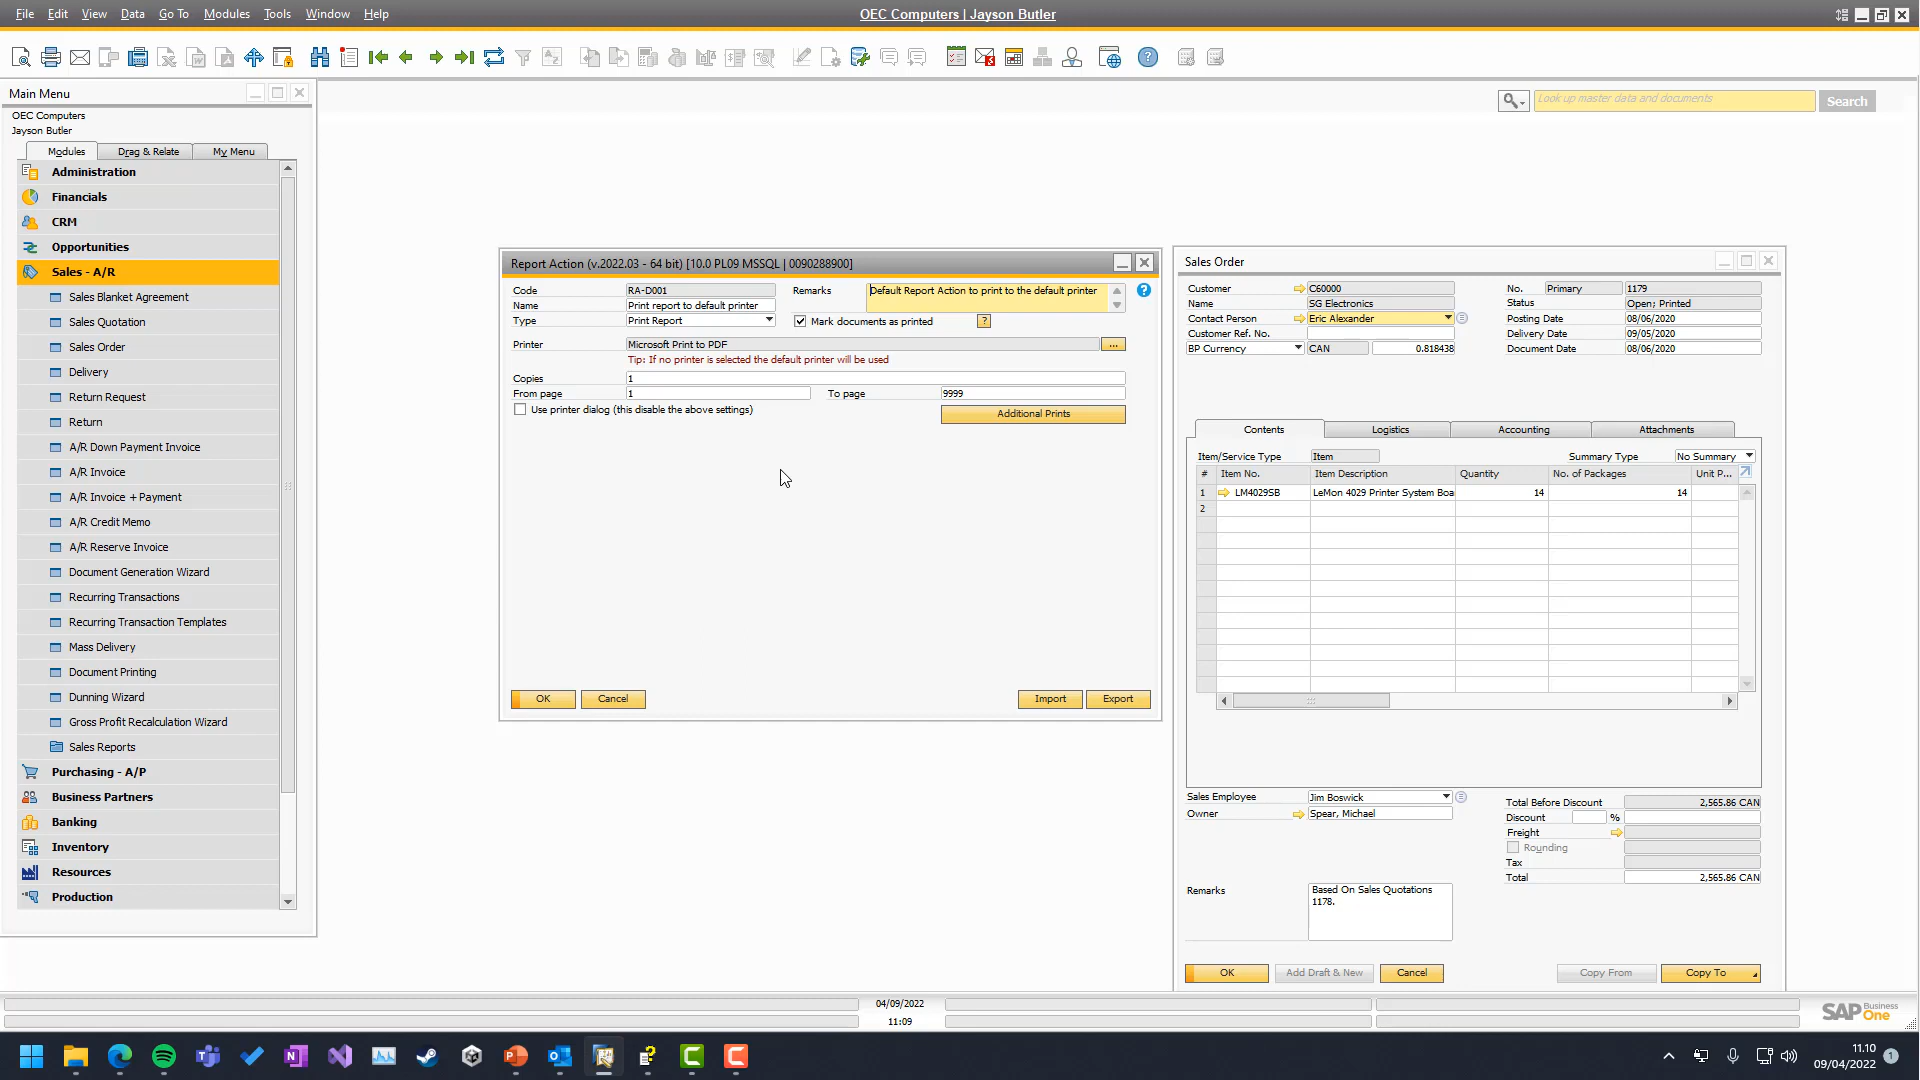 File Edit View Data Go To Modules Tools Window Help
OEC Computers | Jayson Butler
Look up master data and documents
Search
Main Menu
OEC Computers
Jayson Butler
Modules Drag & Relate My Menu
Administration
Financials
CRM
Opportunities
Sales - A/R
Sales Blanket Agreement
Sales Quotation
Sales Order
Delivery
Return Request
Return
A/R Down Payment Invoice
A/R Invoice
A/R Invoice + Payment
A/R Credit Memo
A/R Reserve Invoice
Document Generation Wizard
Recurring Transactions
Recurring Transaction Templates
Mass Delivery
Document Printing
Dunning Wizard
Gross Profit Recalculation Wizard
Sales Reports
Purchasing - A/P
Business Partners
Banking
Inventory
Resources
Production
Report Action (v.2022.03 - 64 bit) [10.0 PL09 MSSQL | 0090288900]
Code RA-D001 Remarks Default Report Action to print to the default printer
Name Print report to default printer
Type Print Report Mark documents as printed ?
Printer Microsoft Print to PDF ...
Tip: If no printer is selected the default printer will be used
Copies 1
From page 1 To page 9999
Use printer dialog (this disable the above settings) Additional Prints
OK Cancel Import Export
Sales Order
Customer C60000 No. Primary 1179
Name SG Electronics Status Open; Printed
Contact Person Eric Alexander Posting Date 08/06/2020
Customer Ref. No. Delivery Date 09/05/2020
BP Currency CAN 0.818438 Document Date 08/06/2020
Contents Logistics Accounting Attachments
Item/Service Type Item Summary Type No Summary
# Item No. Item Description Quantity No. of Packages Unit P...
1 LM4029SB LeMon 4029 Printer System Boa 14 14
2
Sales Employee Jim Boswick Total Before Discount 2,565.86 CAN
Owner Spear, Michael Discount %
Freight
Rounding
Tax
Total 2,565.86 CAN
Remarks Based On Sales Quotations
1178.
OK Add Draft & New Cancel Copy From Copy To
04/09/2022
11:09
SAP Business One
11.10
09/04/2022
1